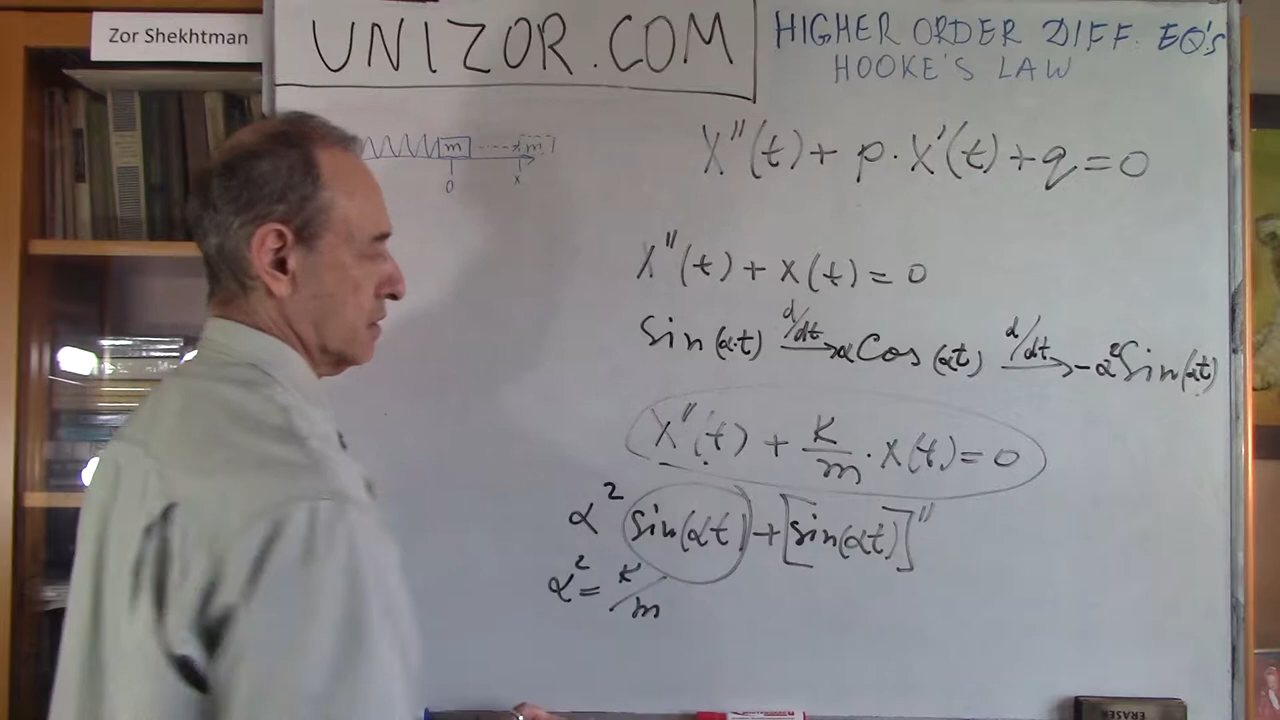 Zor Shekhtman
UNIZOR.COM
HIGHER ORDER DIFF. EQ's
HOOKE'S LAW
m m
0 x
X''(t) + p·X'(t) + q = 0
X''(t) + X(t) = 0
Sin(αt) d/dt → αCos(αt) d/dt → -α²Sin(αt)
X''(t) + K/m · X(t) = 0
α² sin(αt) + [sin(αt)]''
α² = K/m
ERASER